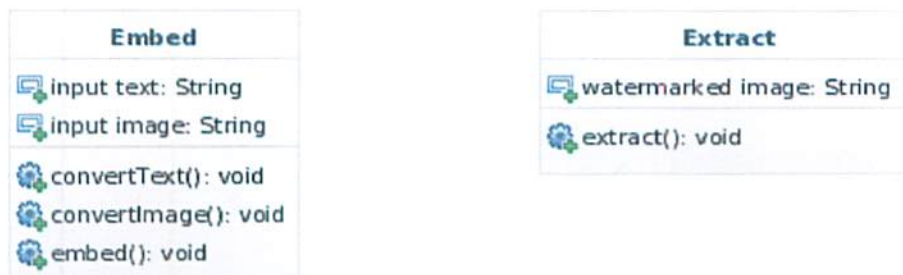 Embed
input text: String
input image: String
convertText(): void
convertImage(): void
embed(): void
Extract
watermarked image: String
extract(): void